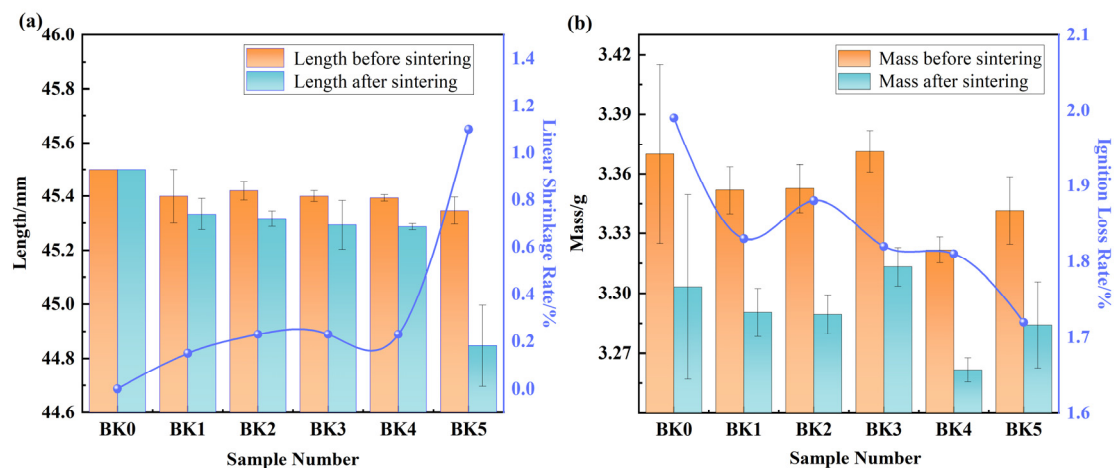 (a)
Length before sintering
Length after sintering
46.0
45.8
45.6
45.4
45.2
45.0
44.8
44.6
Length/mm
1.4
1.2
1.0
0.8
0.6
0.4
0.2
0.0
Linear Shrinkage Rate/%
BK0 BK1 BK2 BK3 BK4 BK5
Sample Number
(b)
Mass before sintering
Mass after sintering
3.42
3.39
3.36
3.33
3.30
3.27
Mass/g
2.1
2.0
1.9
1.8
1.7
1.6
Ignition Loss Rate/%
BK0 BK1 BK2 BK3 BK4 BK5
Sample Number